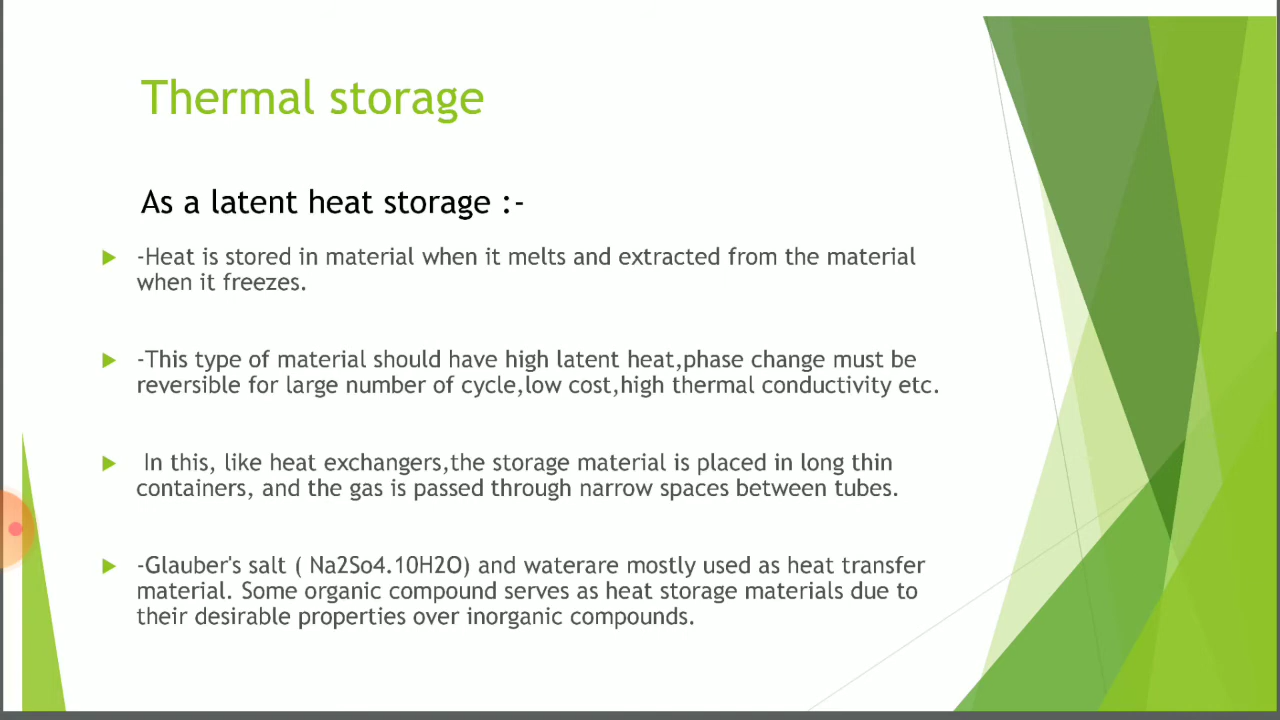 Thermal storage
As a latent heat storage :-
-Heat is stored in material when it melts and extracted from the material
when it freezes.
-This type of material should have high latent heat,phase change must be
reversible for large number of cycle,low cost,high thermal conductivity etc.
In this, like heat exchangers,the storage material is placed in long thin
containers, and the gas is passed through narrow spaces between tubes.
-Glauber's salt ( Na2So4.10H2O) and waterare mostly used as heat transfer
material. Some organic compound serves as heat storage materials due to
their desirable properties over inorganic compounds.